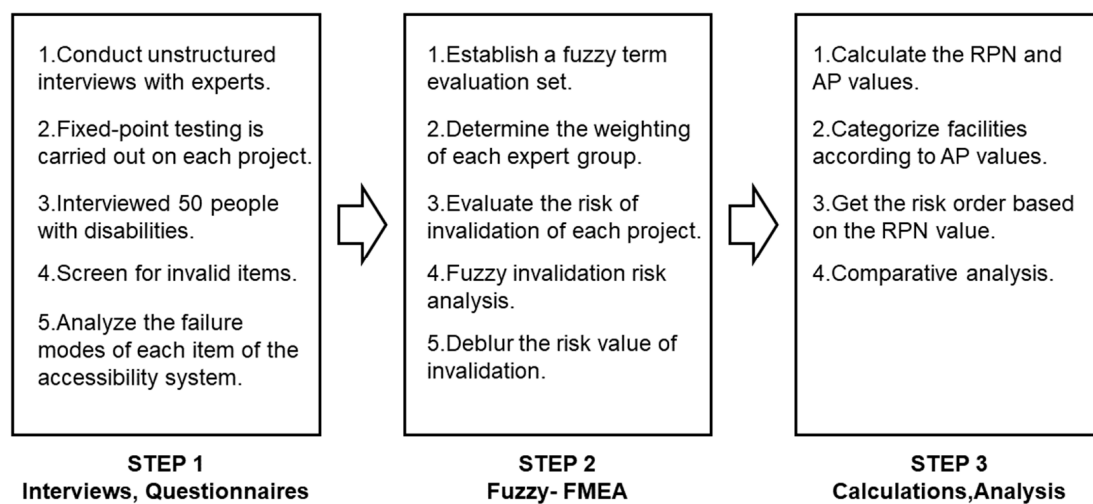 1.Conduct unstructured
interviews with experts.
2.Fixed-point testing is
carried out on each project.
3.Interviewed 50 people
with disabilities.
4.Screen for invalid items.
5.Analyze the failure
modes of each item of the
accessibility system.
STEP 1
Interviews, Questionnaires
1.Establish a fuzzy term
evaluation set.
2.Determine the weighting
of each expert group.
3.Evaluate the risk of
invalidation of each project.
4.Fuzzy invalidation risk
analysis.
5.Deblur the risk value of
invalidation.
STEP 2
Fuzzy- FMEA
1.Calculate the RPN and
AP values.
2.Categorize facilities
according to AP values.
3.Get the risk order based
on the RPN value.
4.Comparative analysis.
STEP 3
Calculations,Analysis